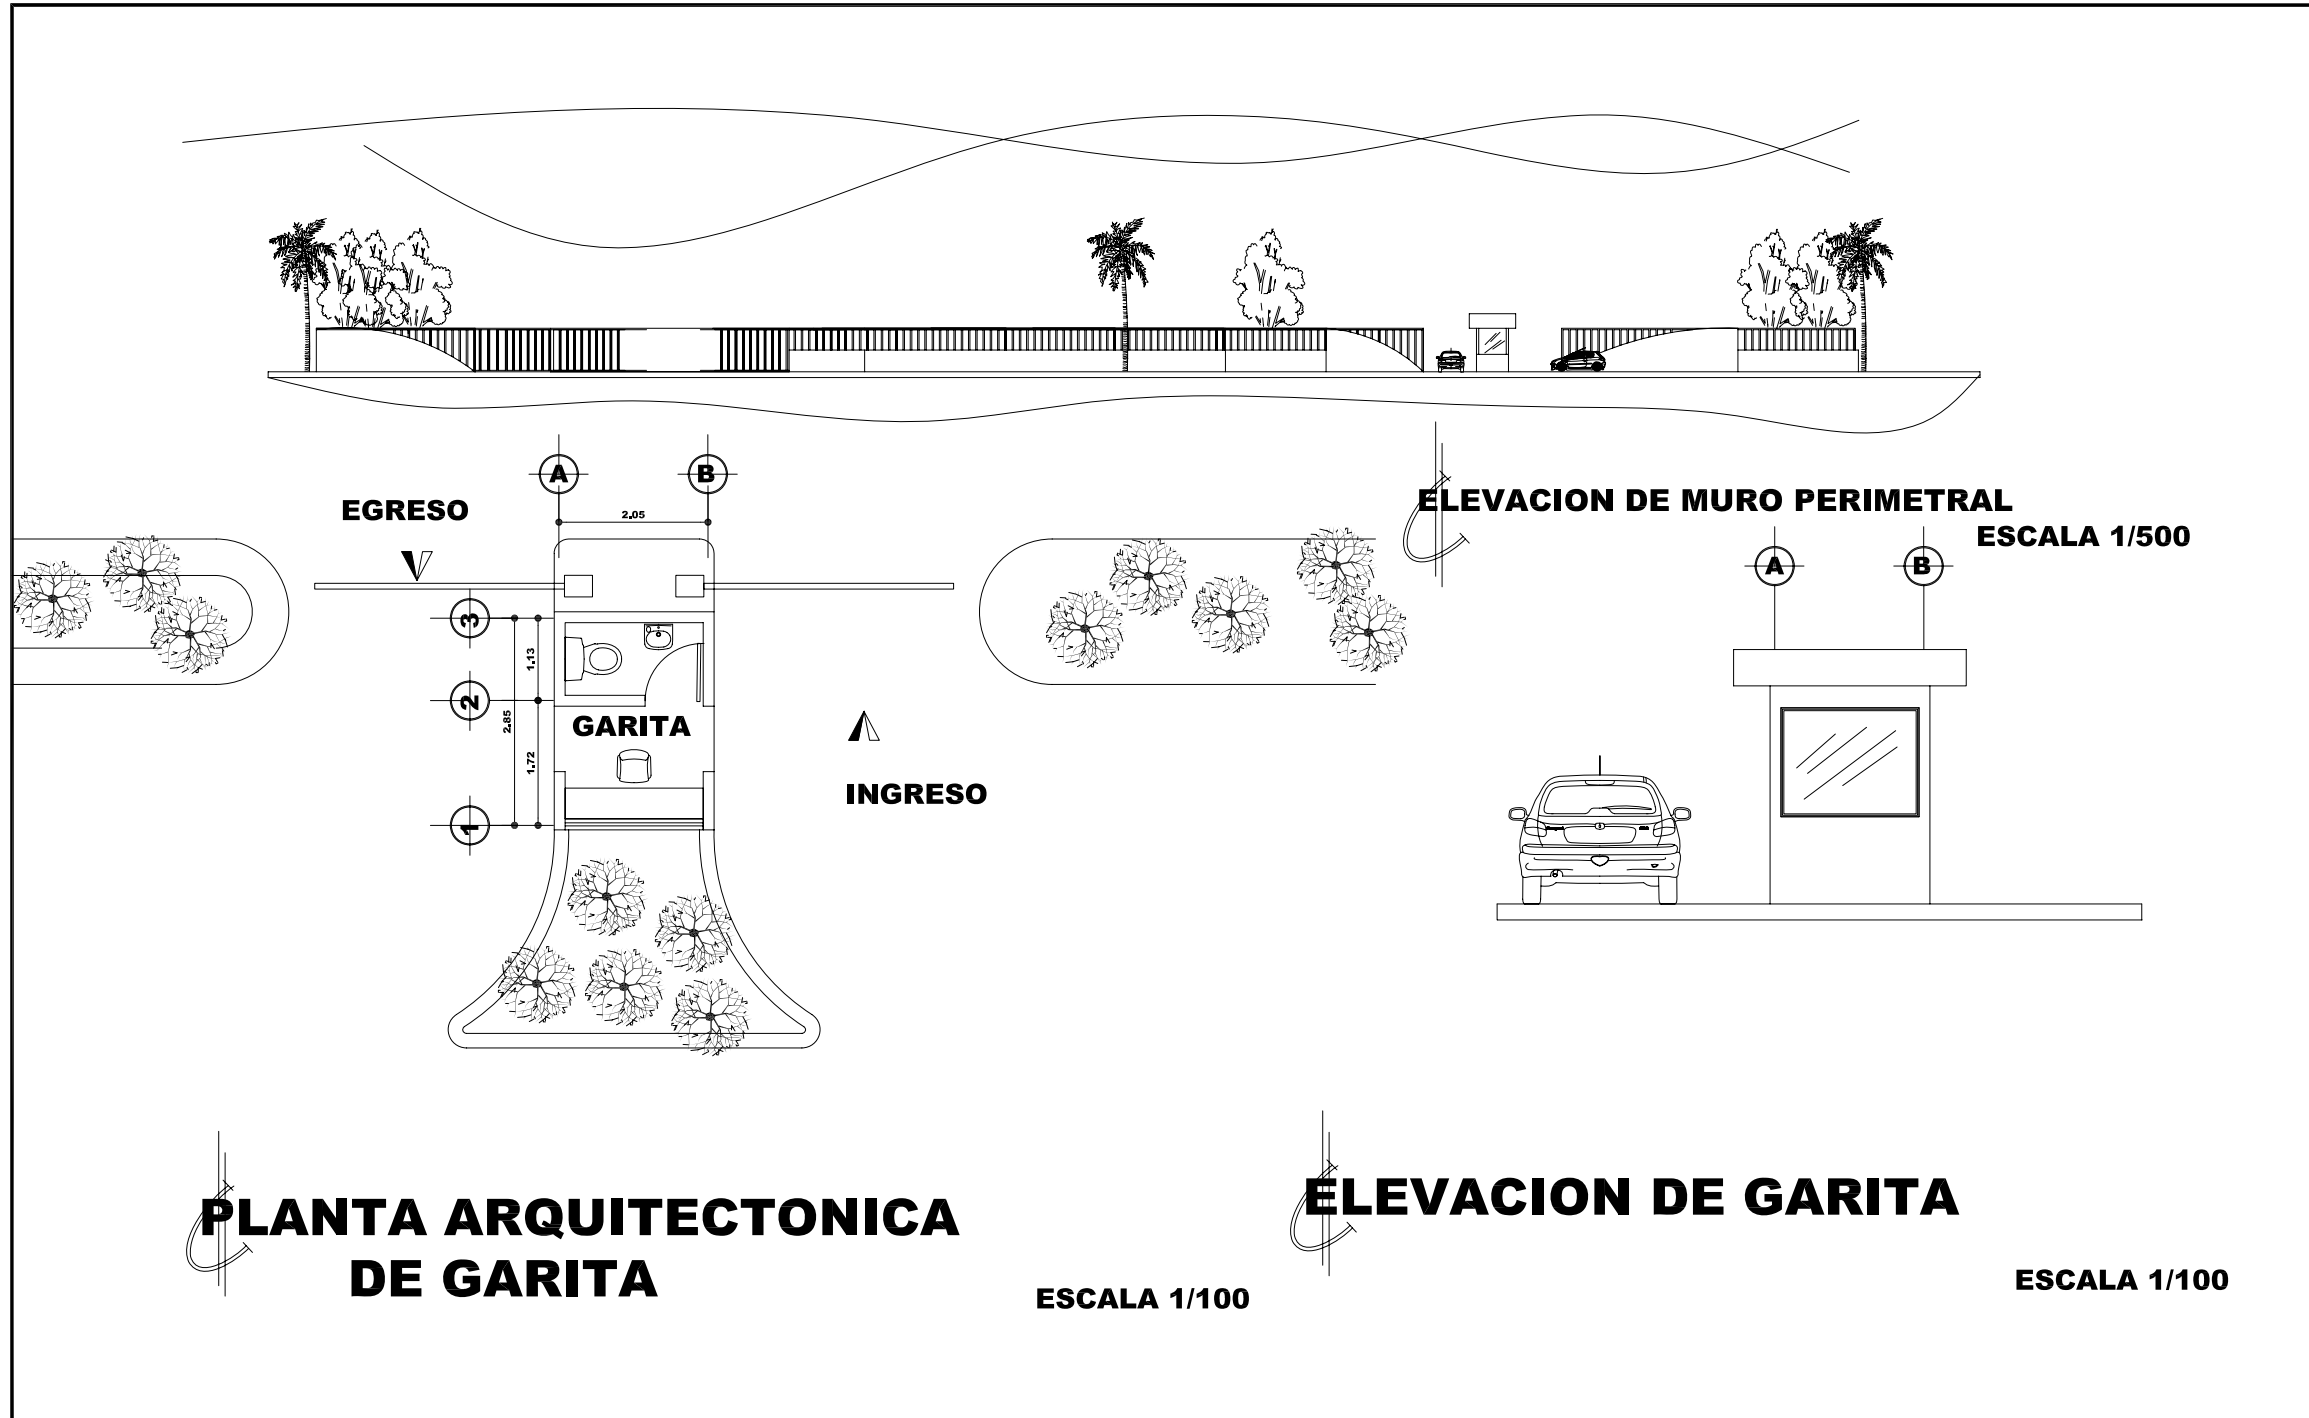 ELEVACION DE MURO PERIMETRAL
ESCALA 1/500
A
B
2.05
EGRESO
3
1.13
2
2.85
GARITA
1.72
1
INGRESO
A
B
PLANTA ARQUITECTONICA
DE GARITA
ESCALA 1/100
ELEVACION DE GARITA
ESCALA 1/100